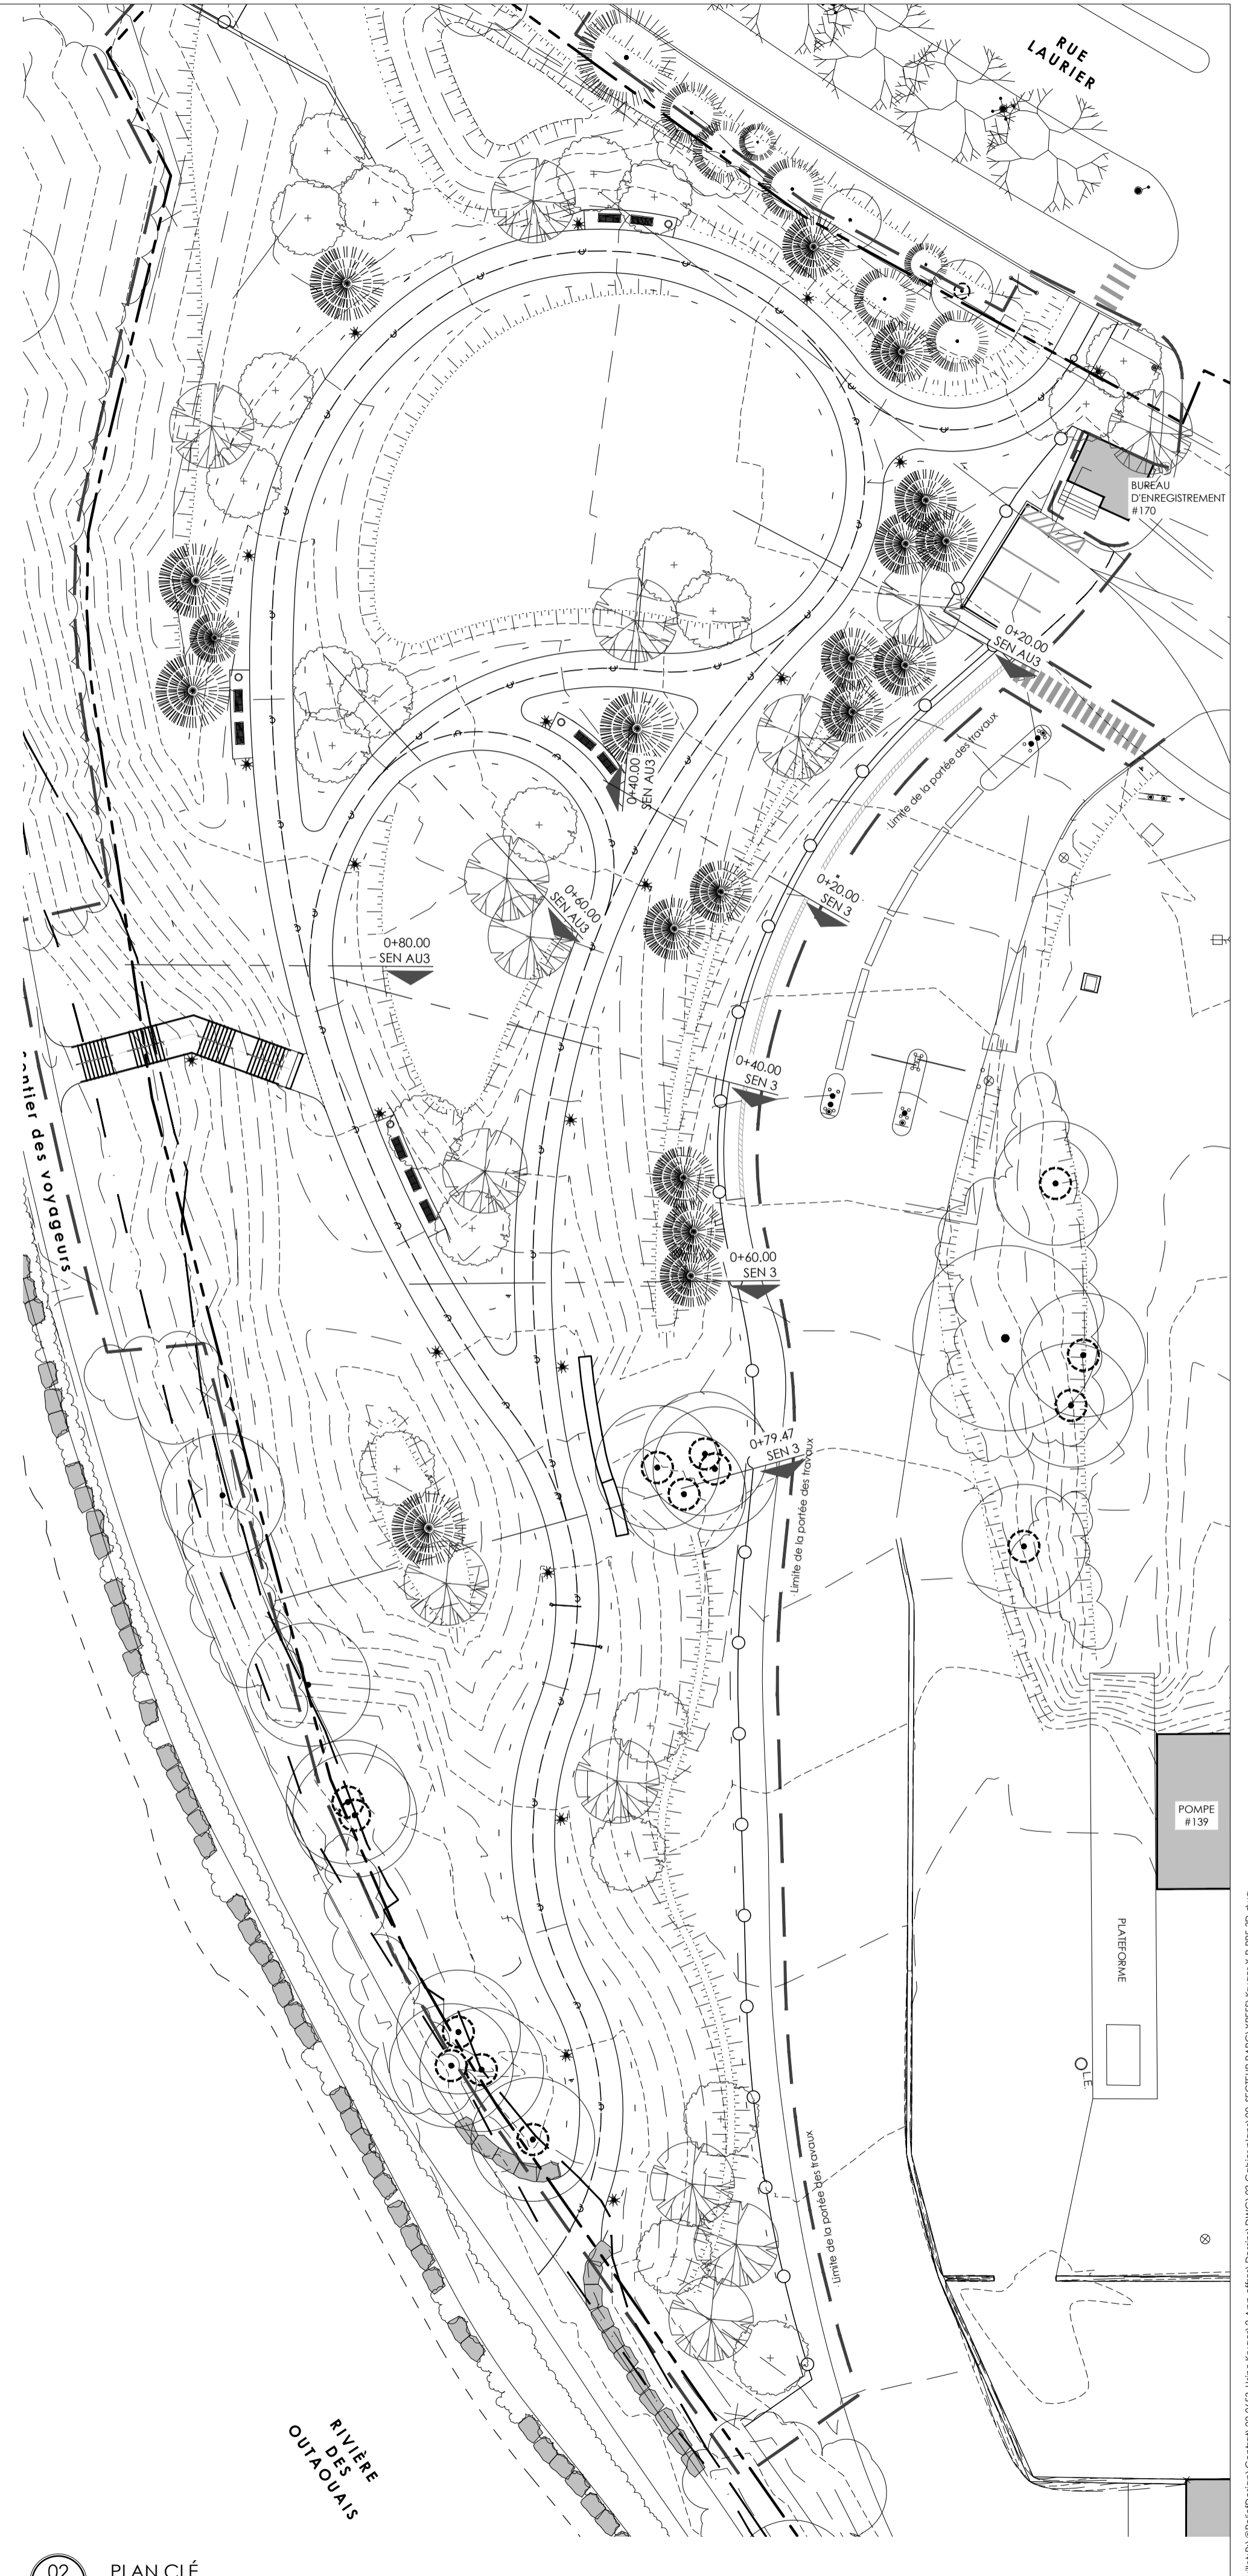 RUE
LAURIER
BUREAU
D'ENREGISTREMENT
#170
0+20.00
SEN AU3
Limite de la portée des travaux
0+40.00
SEN AU3
0+60.00
SEN AU3
0+20.00
SEN 3
0+80.00
SEN AU3
0+40.00
SEN 3
entier des voyageurs
0+60.00
SEN 3
0+79.47
SEN 3
Limite de la portée des travaux
POMPE
#139
PLATEFORME
L.E.
Limite de la portée des travaux
RIVIÈRE
DES
OUTAOUAIS
02
PLAN CLÉ